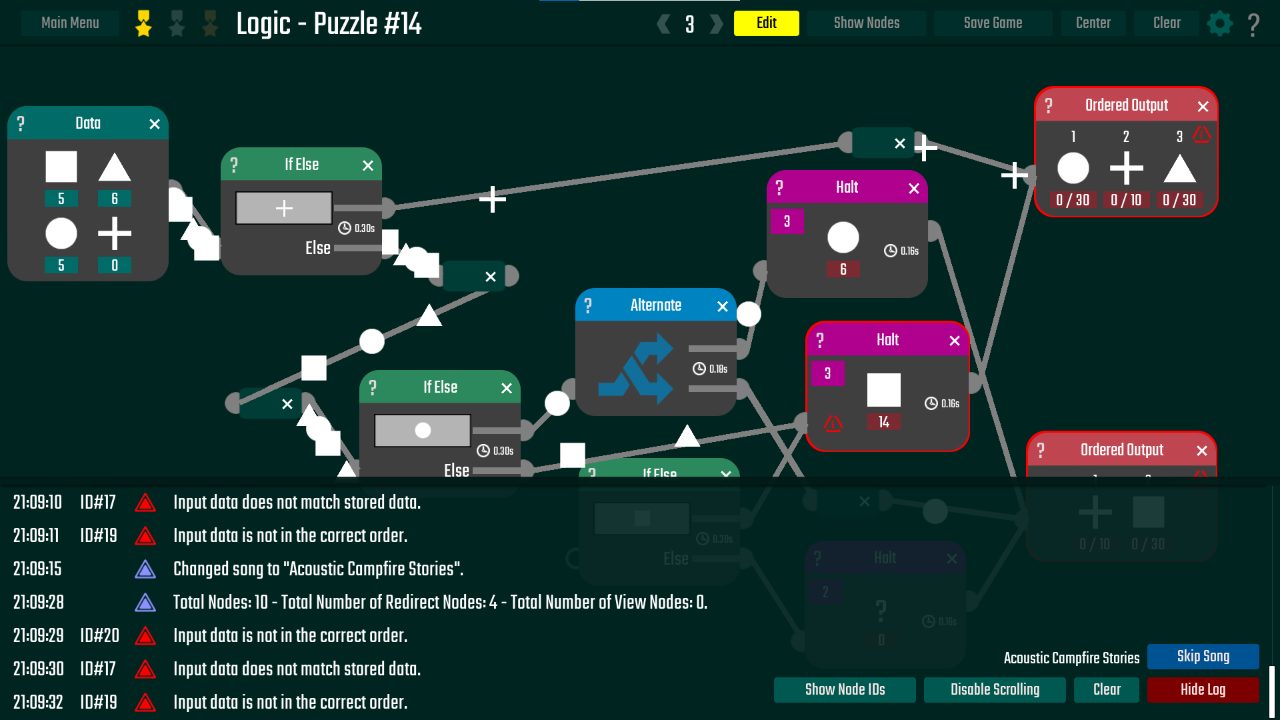 Main Menu
Logic - Puzzle #14
3
Edit
Show Nodes
Save Game
Center
Clear
?
? Data ×
5 6
5 0
? If Else ×
0.30s
Else
×
×
? Ordered Output ×
1 2 3
0 / 30 0 / 10 0 / 30
? Halt ×
3
0.16s
6
? Alternate ×
0.18s
? Halt ×
3
0.16s
14
×
? If Else ×
0.30s
Else
? If Else ×
0.30s
Else
? Ordered Output ×
0 / 10 0 / 30
×
? Halt ×
2
?
0.16s
0
21:09:10 ID#17 Input data does not match stored data.
21:09:11 ID#19 Input data is not in the correct order.
21:09:15 Changed song to "Acoustic Campfire Stories".
21:09:28 Total Nodes: 10 - Total Number of Redirect Nodes: 4 - Total Number of View Nodes: 0.
21:09:29 ID#20 Input data is not in the correct order.
21:09:30 ID#17 Input data does not match stored data.
21:09:32 ID#19 Input data is not in the correct order.
Acoustic Campfire Stories
Skip Song
Show Node IDs
Disable Scrolling
Clear
Hide Log